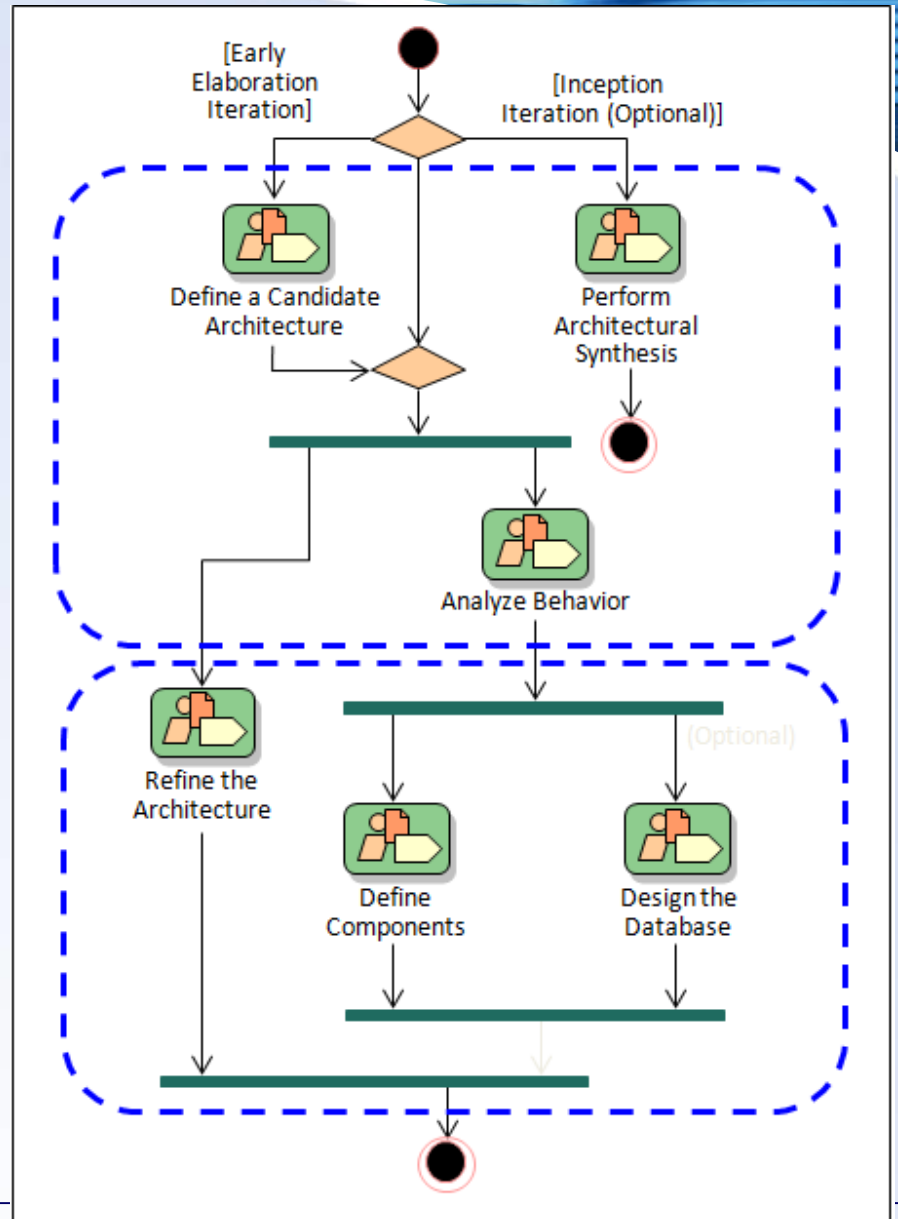 [Early
Elaboration
Iteration]
[Inception
Iteration (Optional)]
Define a Candidate
Architecture
Perform
Architectural
Synthesis
Analyze Behavior
(Optional)
Refine the
Architecture
Define
Components
Design the
Database